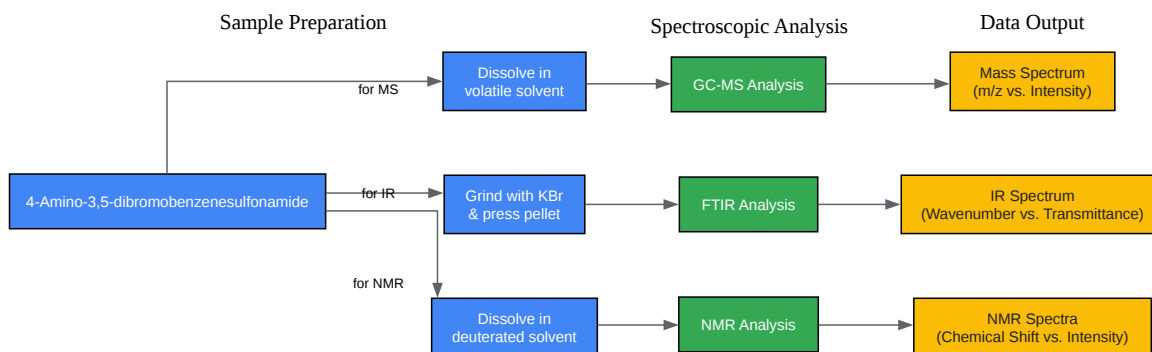 Sample Preparation
Spectroscopic Analysis
Data Output
for MS
Dissolve in
volatile solvent
GC-MS Analysis
Mass Spectrum
(m/z vs. Intensity)
4-Amino-3,5-dibromobenzenesulfonamide
for IR
Grind with KBr
& press pellet
FTIR Analysis
IR Spectrum
(Wavenumber vs. Transmittance)
for NMR
Dissolve in
deuterated solvent
NMR Analysis
NMR Spectra
(Chemical Shift vs. Intensity)